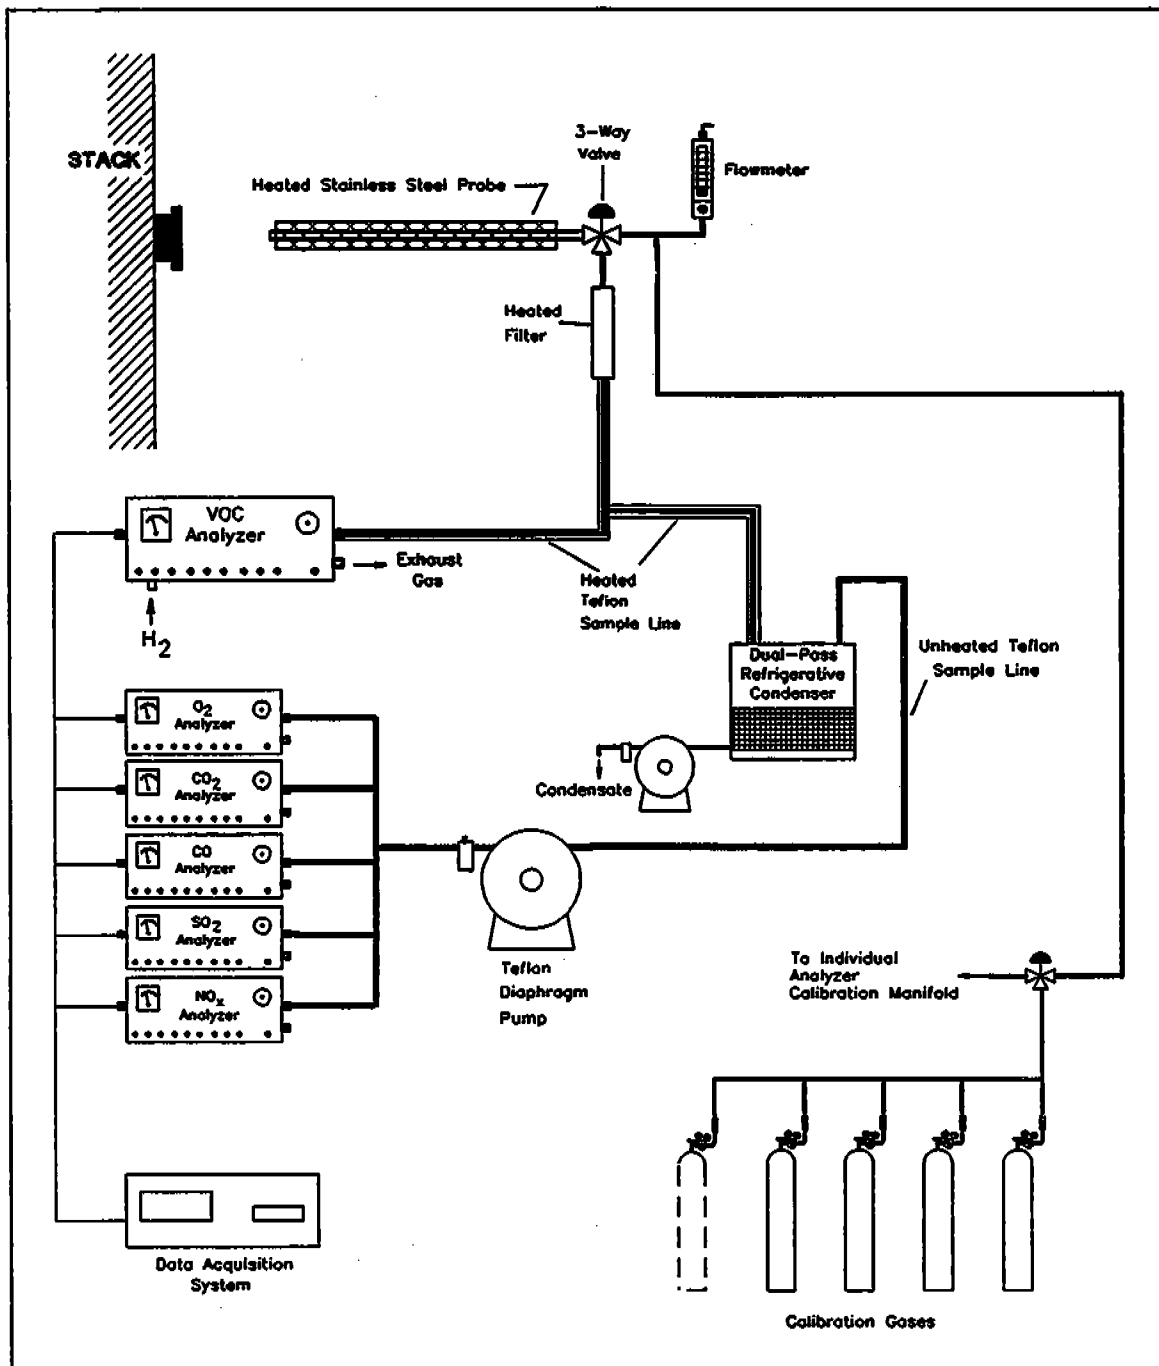 3-Way
Valve
STACK
Flowmeter
Heated Stainless Steel Probe
Heated
Filter
VOC
Analyzer
Exhaust
Gas
H2
Heated
Teflon
Sample Line
Dual-Pass
Refrigerative
Condenser
Unheated Teflon
Sample Line
O2
Analyzer
CO2
Analyzer
Condensate
CO
Analyzer
SO2
Analyzer
NOx
Analyzer
Teflon
Diaphragm
Pump
To Individual
Analyzer
Calibration Manifold
Data Acquisition
System
Calibration Gases